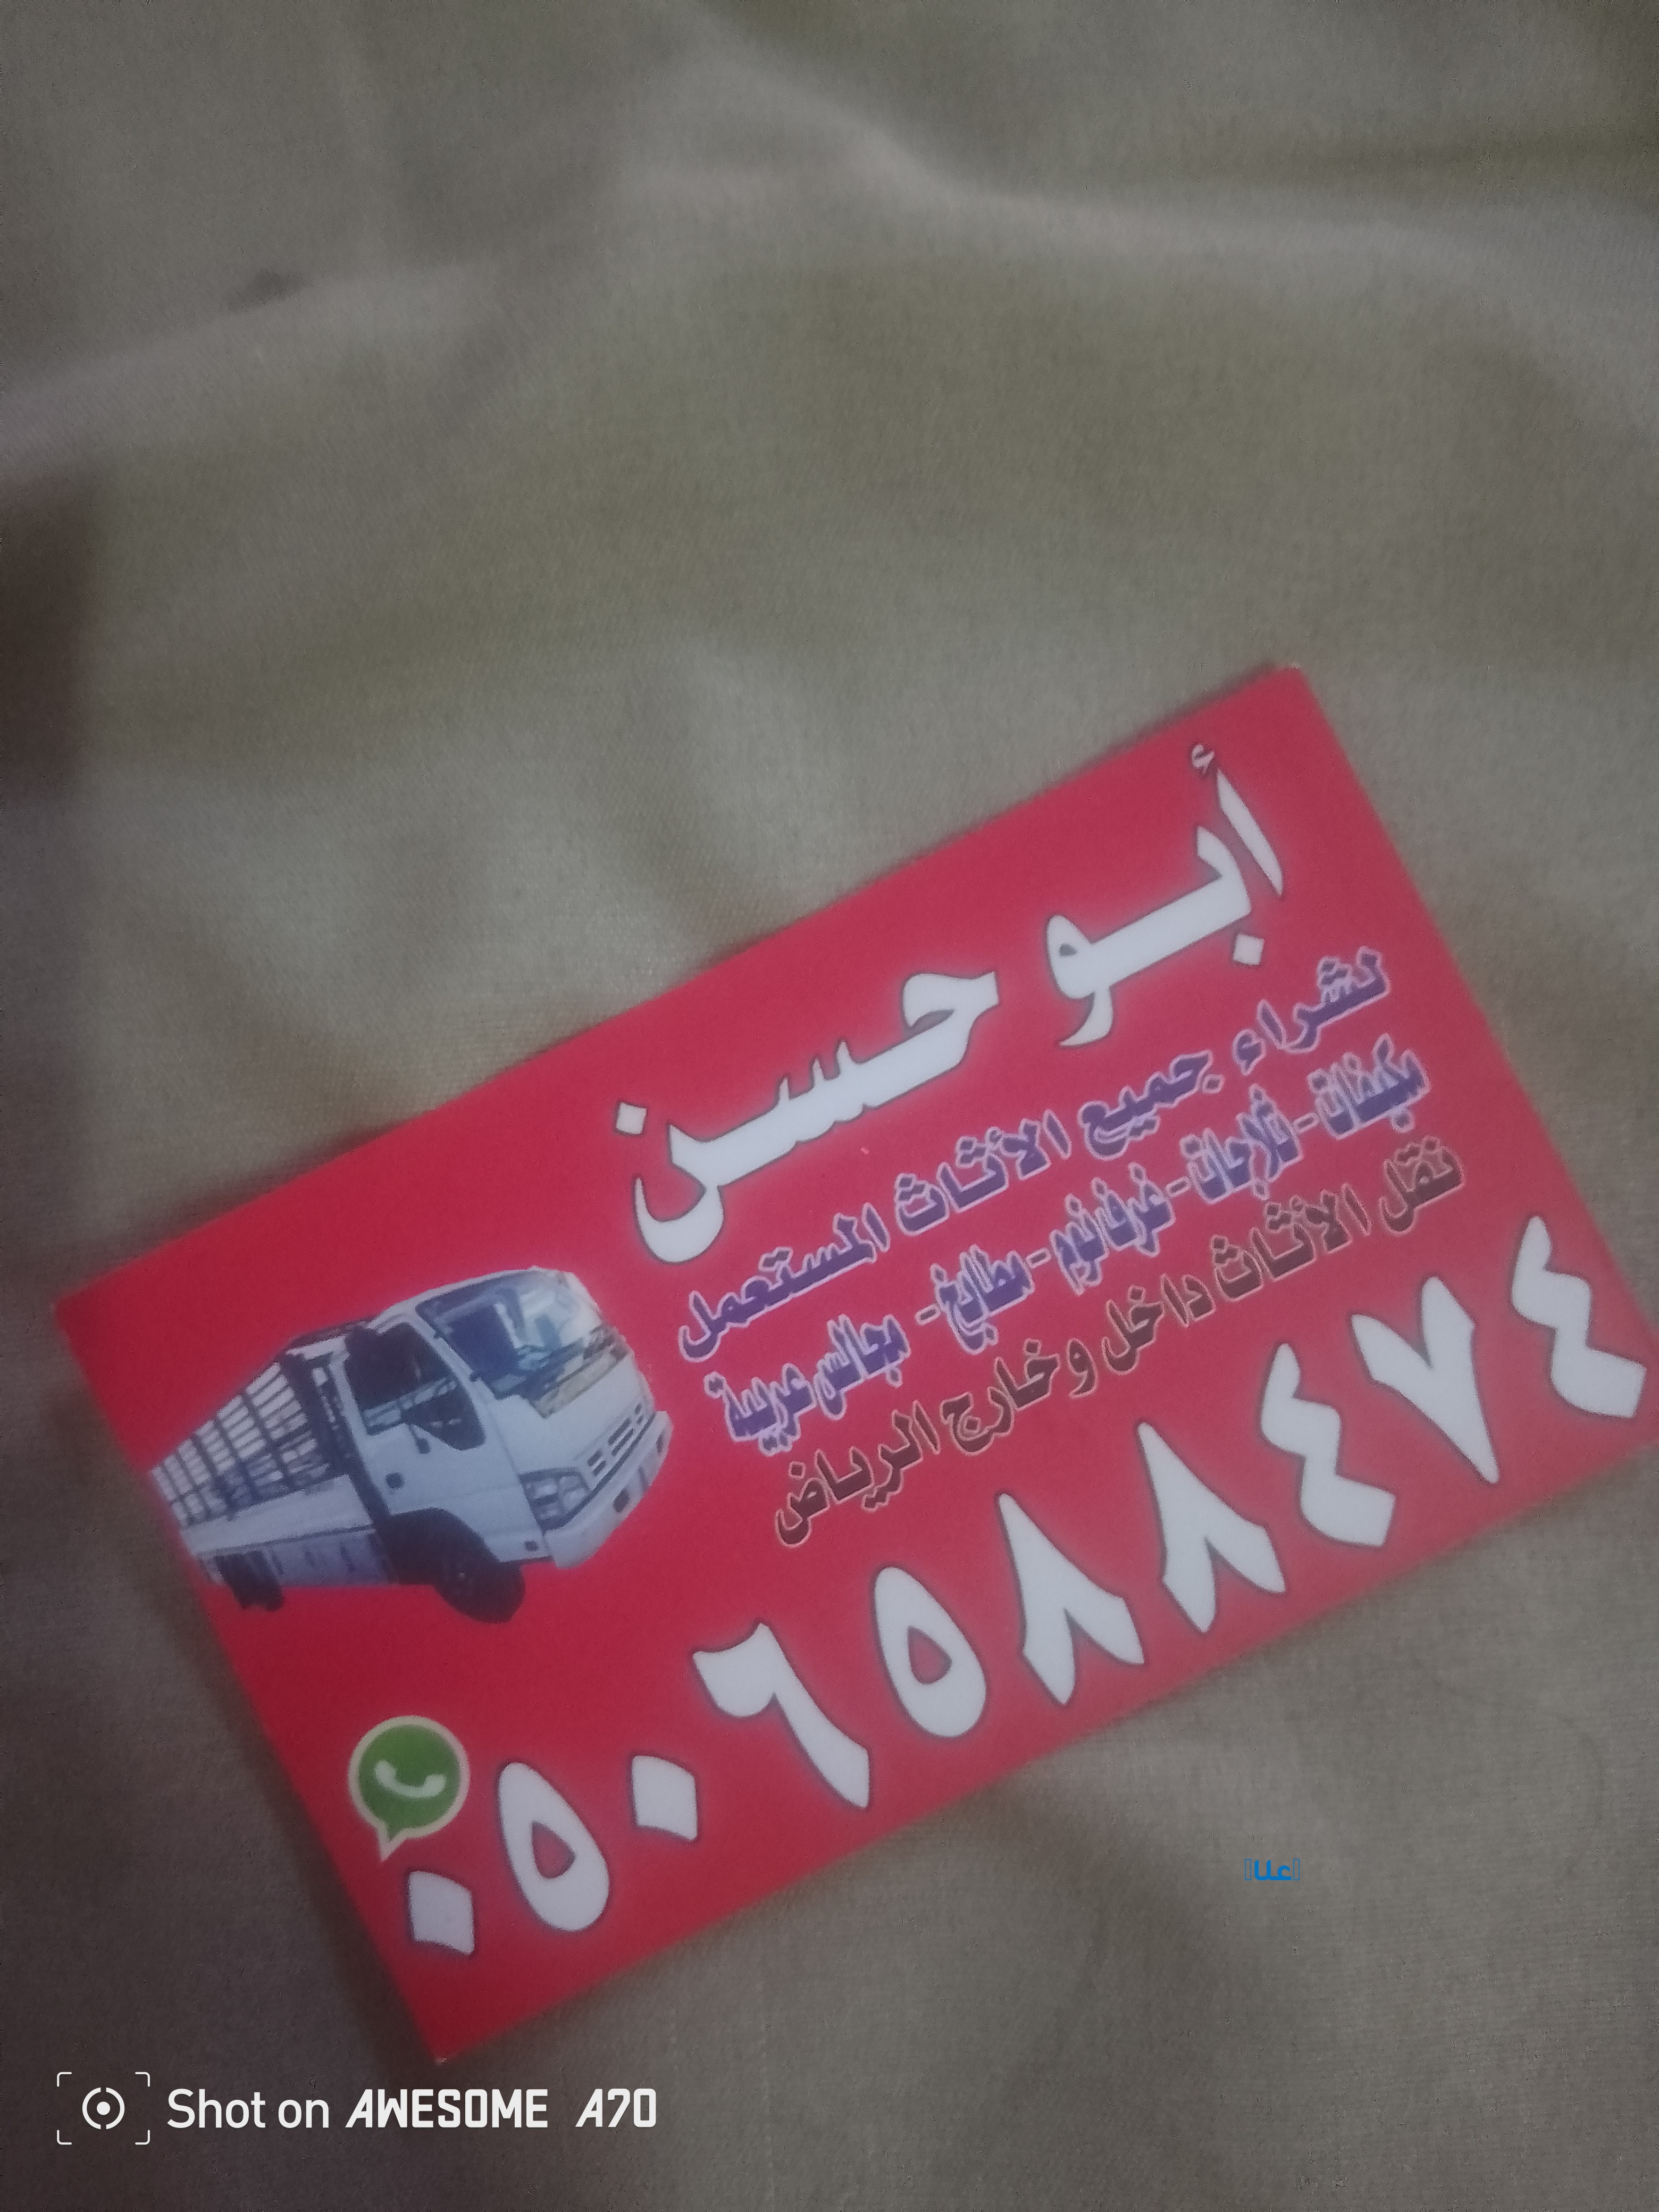 أبو حسن
لشراء جميع الأثاث المستعمل
مكيفات - ثلاجات - غرف نوم - مطابخ - مجالس عربية
نقل الأثاث داخل وخارج الرياض
٠٥٠٦٥٨٨٤٧٤
Shot on AWESOME A70